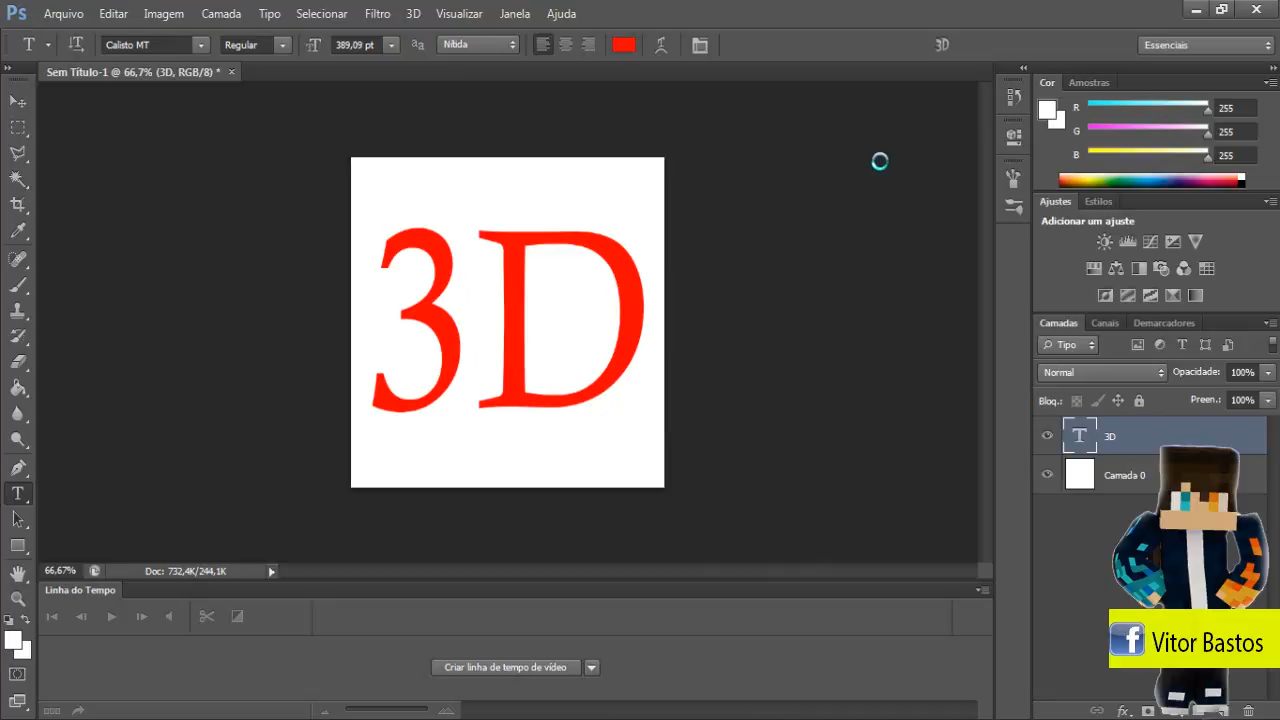 Ps Arquivo Editar Imagem Camada Tipo Selecionar Filtro 3D Visualizar Janela Ajuda
T Calisto MT Regular 389,09 pt Nítida 3D Essenciais
Sem Título-1 @ 66,7% (3D, RGB/8) * ×
Cor Amostras
R 255
G 255
B 255
Ajustes Estilos
Adicionar um ajuste
3D
Camadas Canais Demarcadores
Tipo
Normal Opacidade: 100%
Bloq.: Preen.: 100%
T 3D
Camada 0
66,67% Doc: 732,4K/244,1K
Linha do Tempo
Criar linha de tempo de vídeo
f Vitor Bastos
fx